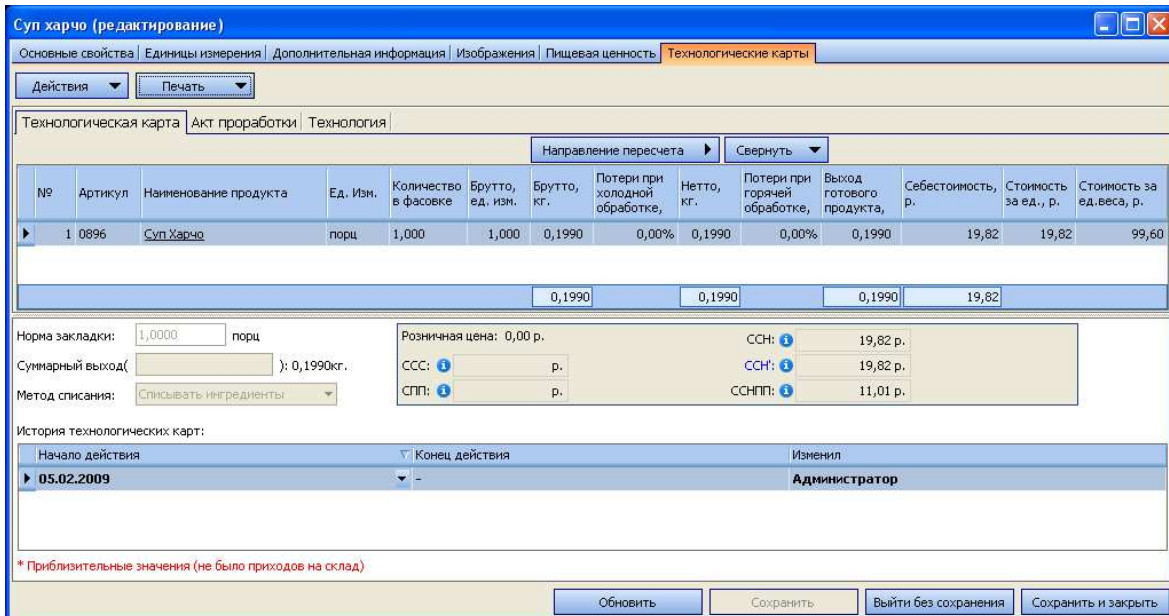 Суп харчо (редактирование)
Основные свойства Единицы измерения Дополнительная информация Изображения Пищевая ценность Технологические карты
Действия Печать
Технологическая карта Акт проработки Технология
Направление пересчета Свернуть
№ Артикул Наименование продукта Ед. Изм. Количество в фасовке Брутто, ед. изм. Брутто, кг. Потери при холодной обработке, Нетто, кг. Потери при горячей обработке, Выход готового продукта, Себестоимость, р. Стоимость за ед., р. Стоимость за ед.веса, р.
1 0896 Суп Харчо порц 1,000 1,000 0,1990 0,00% 0,1990 0,00% 0,1990 19,82 19,82 99,60
0,1990 0,1990 0,1990 19,82
Норма закладки: 1,0000 порц Розничная цена: 0,00 р. ССН: 19,82 р.
Суммарный выход( ): 0,1990кг. ССС: р. ССН': 19,82 р.
Метод списания: Списывать ингредиенты СПП: р. ССНПП: 11,01 р.
История технологических карт:
Начало действия Конец действия Изменил
05.02.2009 - Администратор
* Приблизительные значения (не было приходов на склад)
Обновить Сохранить Выйти без сохранения Сохранить и закрыть